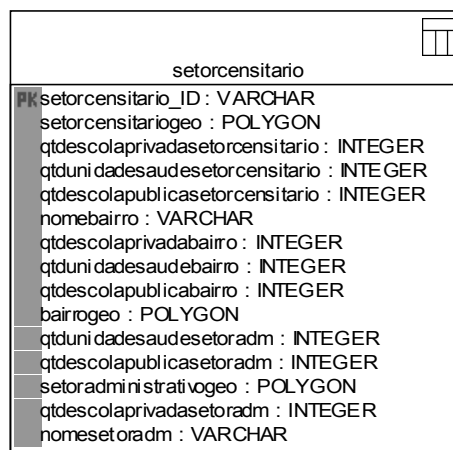 setorcensitario
PK setorcensitario_ID : VARCHAR
setorcensitariogeo : POLYGON
qtdescolaprivadasetorcensitario : INTEGER
qtdunidadesaudesetorcensitario : INTEGER
qtdescolapublicasetorcensitario : INTEGER
nomebairro : VARCHAR
qtdescolaprivadabairro : INTEGER
qtdunidadesaudebairro : INTEGER
qtdescolapublicabairro : INTEGER
bairrogeo : POLYGON
qtdunidadesaudesetoradm : INTEGER
qtdescolapublicasetoradm : INTEGER
setoradministrativogeo : POLYGON
qtdescolaprivadasetoradm : INTEGER
nomesetoradm : VARCHAR